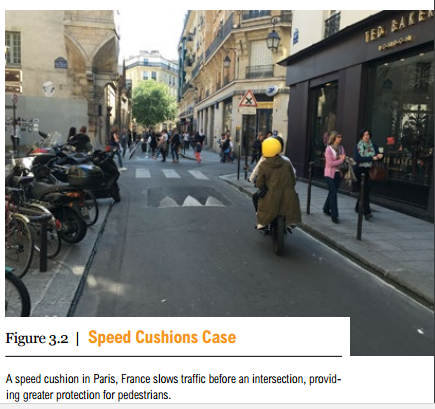 TED BAKER
LONDON
Figure 3.2 | Speed Cushions Case
A speed cushion in Paris, France slows traffic before an intersection, provid-
ing greater protection for pedestrians.